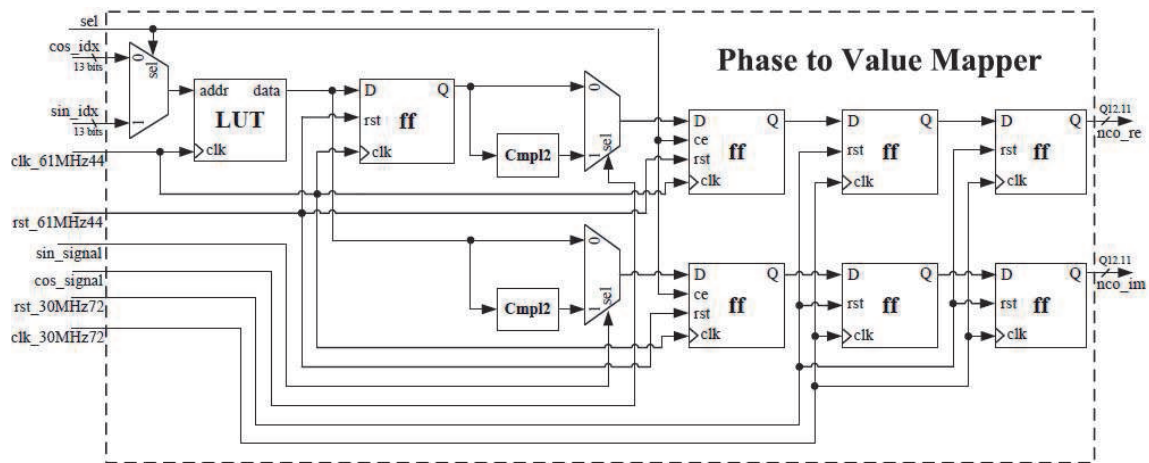 sel
cos_idx
13 bits
sin_idx
13 bits
clk_61MHz44
rst_61MHz44
sin_signal
cos_signal
rst_30MHz72
clk_30MHz72
Phase to Value Mapper
0
sel
1
addr data
LUT
clk
D Q
rst
ff
clk
Cmpl2
0
1
sel
D Q
ce
ff
rst
clk
D Q
rst
ff
clk
D Q
rst
ff
clk
Q12.11
nco_re
Cmpl2
0
1
sel
D Q
ce
ff
rst
clk
D Q
rst
ff
clk
D Q
rst
ff
clk
Q12.11
nco_im